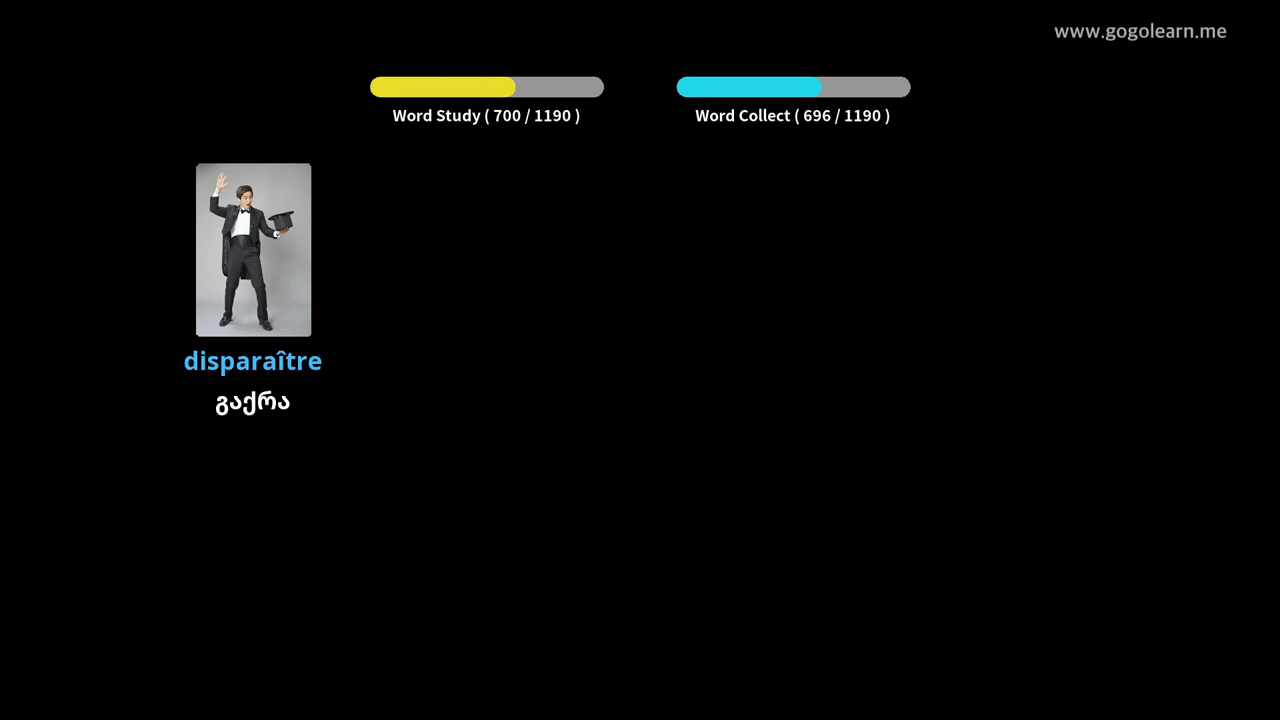 www.gogolearn.me
Word Study ( 700 / 1190 )
Word Collect ( 696 / 1190 )
disparaître
გაქრა